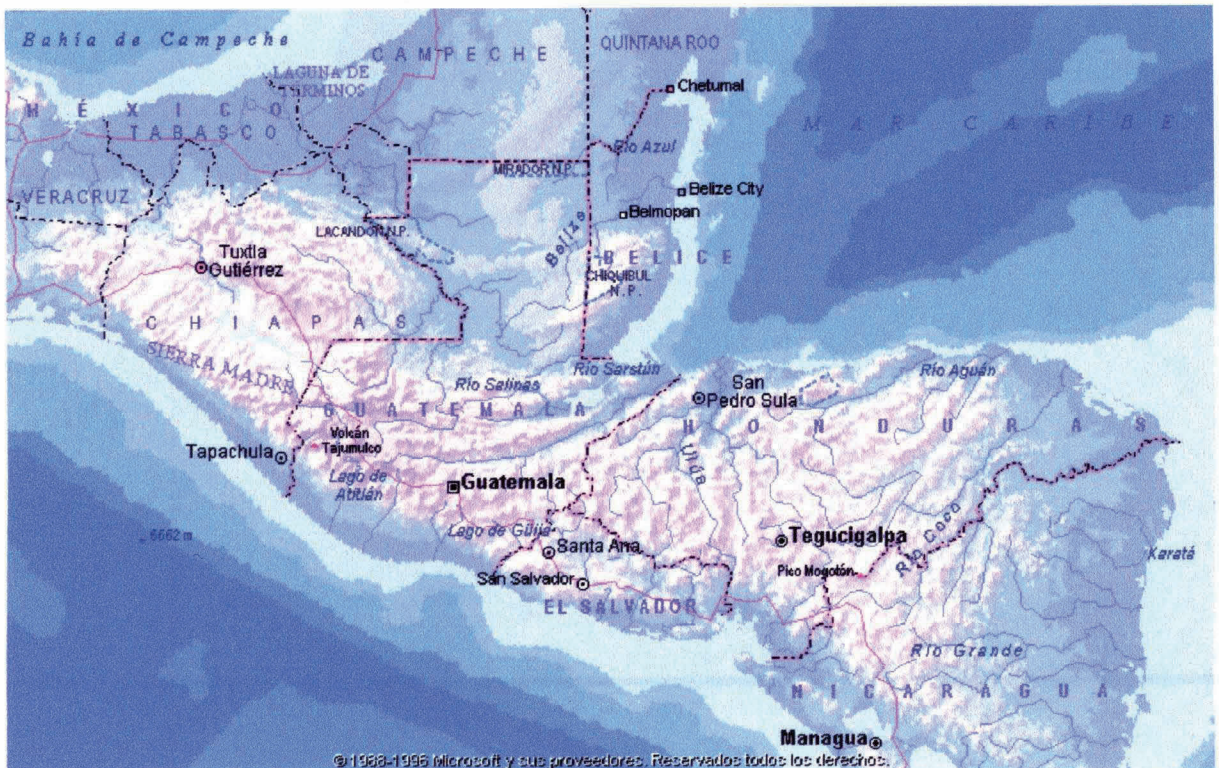 Bahía de Campeche
CAMPECHE
QUINTANA ROO
LAGUNA DE
TÉRMINOS
Chetumal
MÉXICO
TABASCO
MAR CARIBE
Río Azul
MIRADOR N.P.
VERACRUZ
Belize City
Belmopan
LACANDON N.P.
Belize
Tuxtla
Gutiérrez
BELICE
CHIQUIBUL
N.P.
CHIAPAS
SIERRA MADRE
Río Sarstún
Río Aguán
Río Salinas
San
Pedro Sula
GUATEMALA
HONDURAS
Volcán
Tajumulco
Tapachula
Ulúa
Lago de
Atitlán
Guatemala
Lago de Güija
6662 m
Santa Ana
Tegucigalpa
Río Coco
Karatá
San Salvador
Pico Mogotón
EL SALVADOR
Río Grande
NICARAGUA
Managua
© 1988-1996 Microsoft y sus proveedores. Reservados todos los derechos.